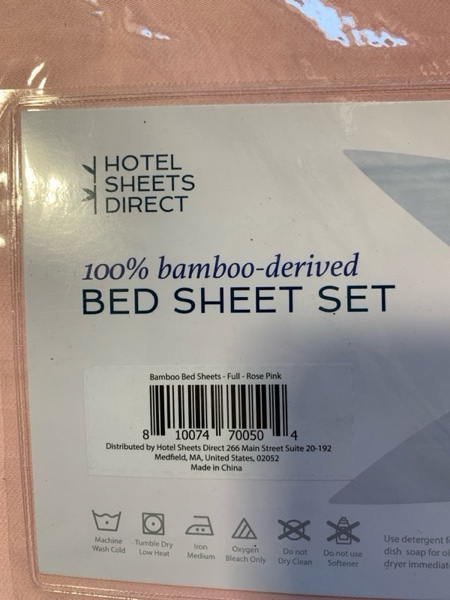 HOTEL
SHEETS
DIRECT
100% bamboo-derived
BED SHEET SET
Bamboo Bed Sheets - Full - Rose Pink
8 10074 70050 4
Distributed by Hotel Sheets Direct 266 Main Street Suite 20-192
Medfield, MA, United States, 02052
Made In China
Machine
Wash Cold
Tumble Dry
Low Heat
Iron
Medium
Oxygen
Bleach Only
Do not
Dry Clean
Do not use
Softener
Use detergent f
dish soap for oi
dryer immediate